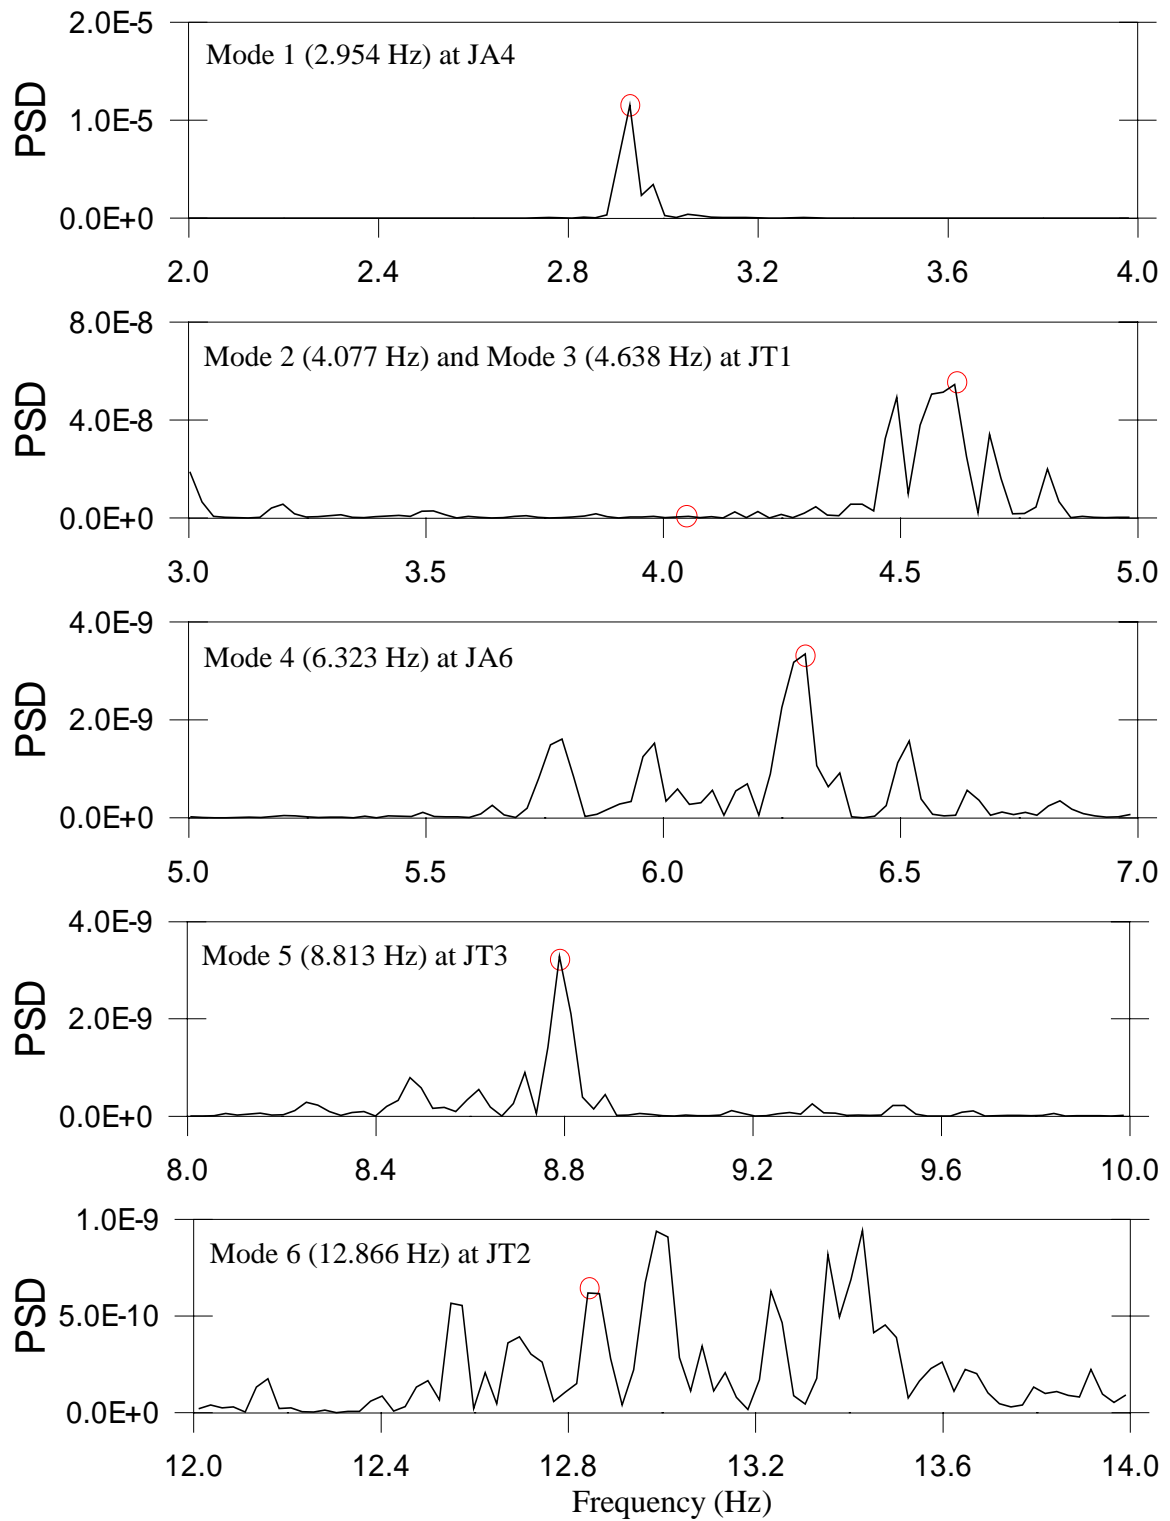 2.0E-5
Mode 1 (2.954 Hz) at JA4
PSD
1.0E-5
0.0E+0
2.0 2.4 2.8 3.2 3.6 4.0
8.0E-8
Mode 2 (4.077 Hz) and Mode 3 (4.638 Hz) at JT1
PSD
4.0E-8
0.0E+0
3.0 3.5 4.0 4.5 5.0
4.0E-9
Mode 4 (6.323 Hz) at JA6
PSD
2.0E-9
0.0E+0
5.0 5.5 6.0 6.5 7.0
4.0E-9
Mode 5 (8.813 Hz) at JT3
PSD
2.0E-9
0.0E+0
8.0 8.4 8.8 9.2 9.6 10.0
1.0E-9
Mode 6 (12.866 Hz) at JT2
PSD
5.0E-10
0.0E+0
12.0 12.4 12.8 13.2 13.6 14.0
Frequency (Hz)